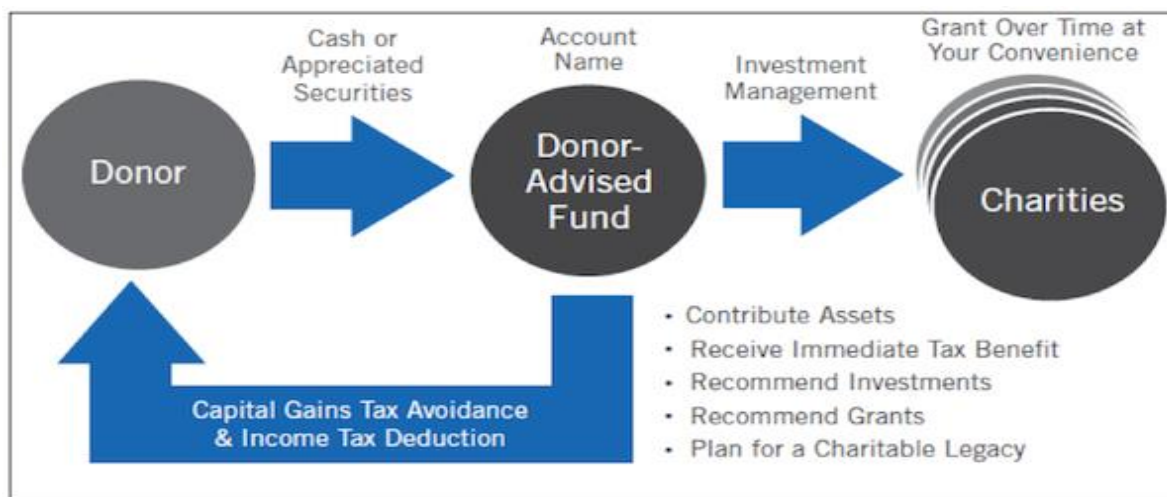 Cash or
Appreciated
Securities
Account
Name
Investment
Management
Grant Over Time at
Your Convenience
Donor
Donor-
Advised
Fund
Charities
Capital Gains Tax Avoidance
& Income Tax Deduction
• Contribute Assets
• Receive Immediate Tax Benefit
• Recommend Investments
• Recommend Grants
• Plan for a Charitable Legacy